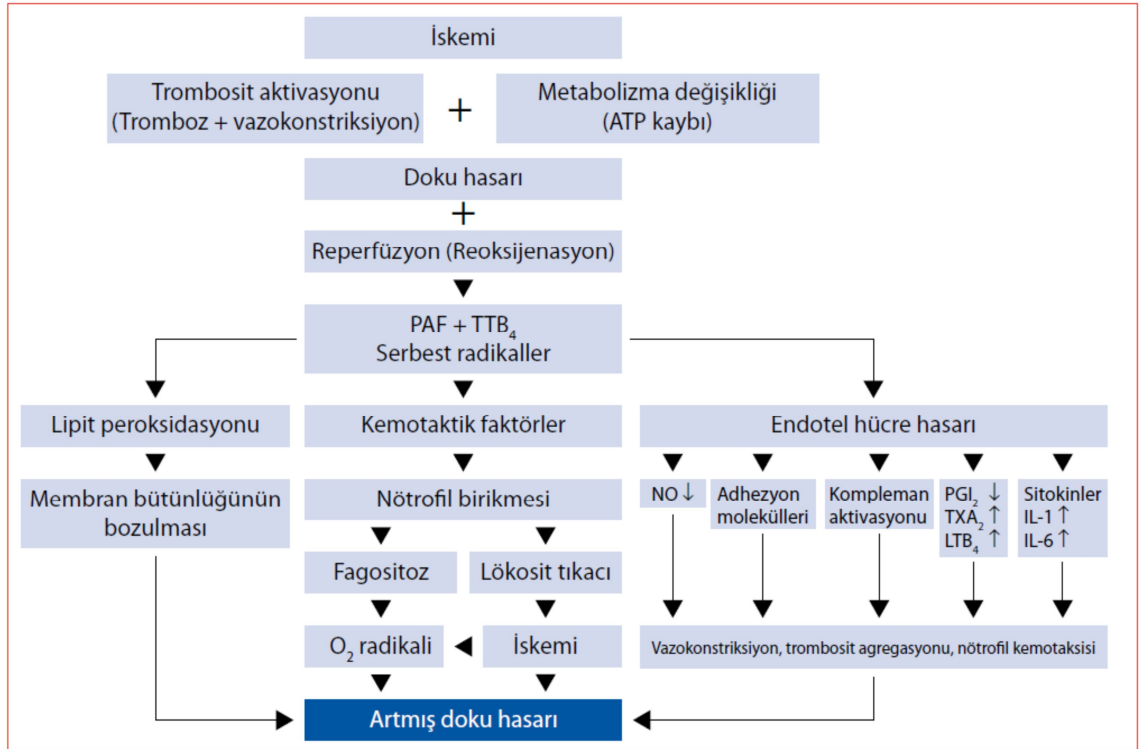 İskemi
Trombosit aktivasyonu
(Tromboz + vazokonstriksiyon)
+
Metabolizma değişikliği
(ATP kaybı)
Doku hasarı
+
Reperfüzyon (Reoksijenasyon)
PAF + TTB₄
Serbest radikaller
Lipit peroksidasyonu
Kemotaktik faktörler
Endotel hücre hasarı
Membran bütünlüğünün
bozulması
Nötrofil birikmesi
NO ↓
Adhezyon
molekülleri
Kompleman
aktivasyonu
PGI₂ ↓
TXA₂ ↑
LTB₄ ↑
Sitokinler
IL-1 ↑
IL-6 ↑
Fagositoz
Lökosit tıkacı
O₂ radikali
İskemi
Vazokonstriksiyon, trombosit agregasyonu, nötrofil kemotaksisi
Artmış doku hasarı